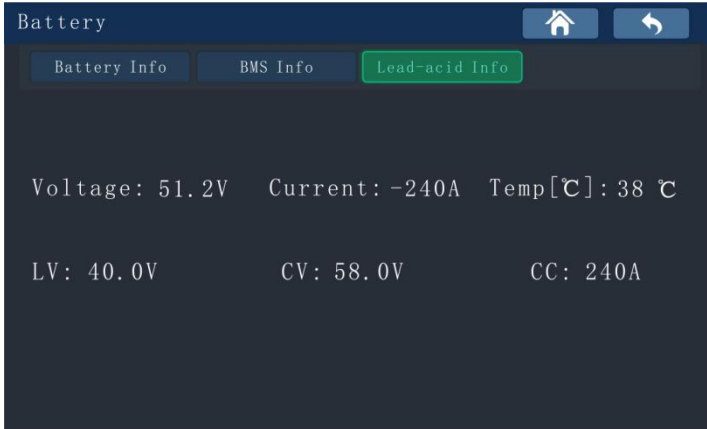 Battery
Battery Info BMS Info Lead-acid Info
Voltage: 51.2V Current: -240A Temp[℃]: 38 ℃
LV: 40.0V CV: 58.0V CC: 240A